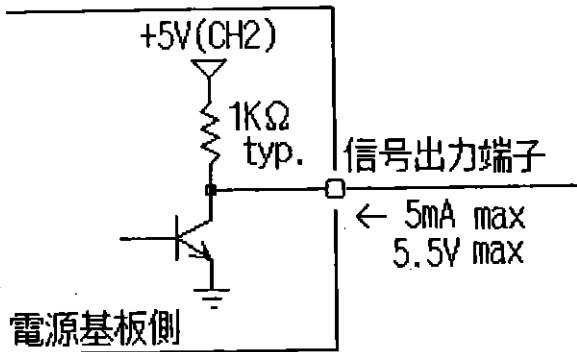 +5V(CH2)
1KΩ
typ.
信号出力端子
← 5mA max
5.5V max
電源基板側